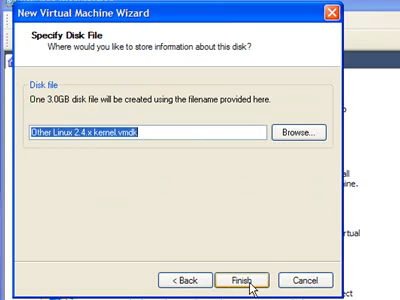 New Virtual Machine Wizard
Specify Disk File
Where would you like to store information about this disk?
Disk file
One 3.0GB disk file will be created using the filename provided here.
Other Linux 2.4.x kernel.vmdk
Browse...
< Back
Finish
Cancel